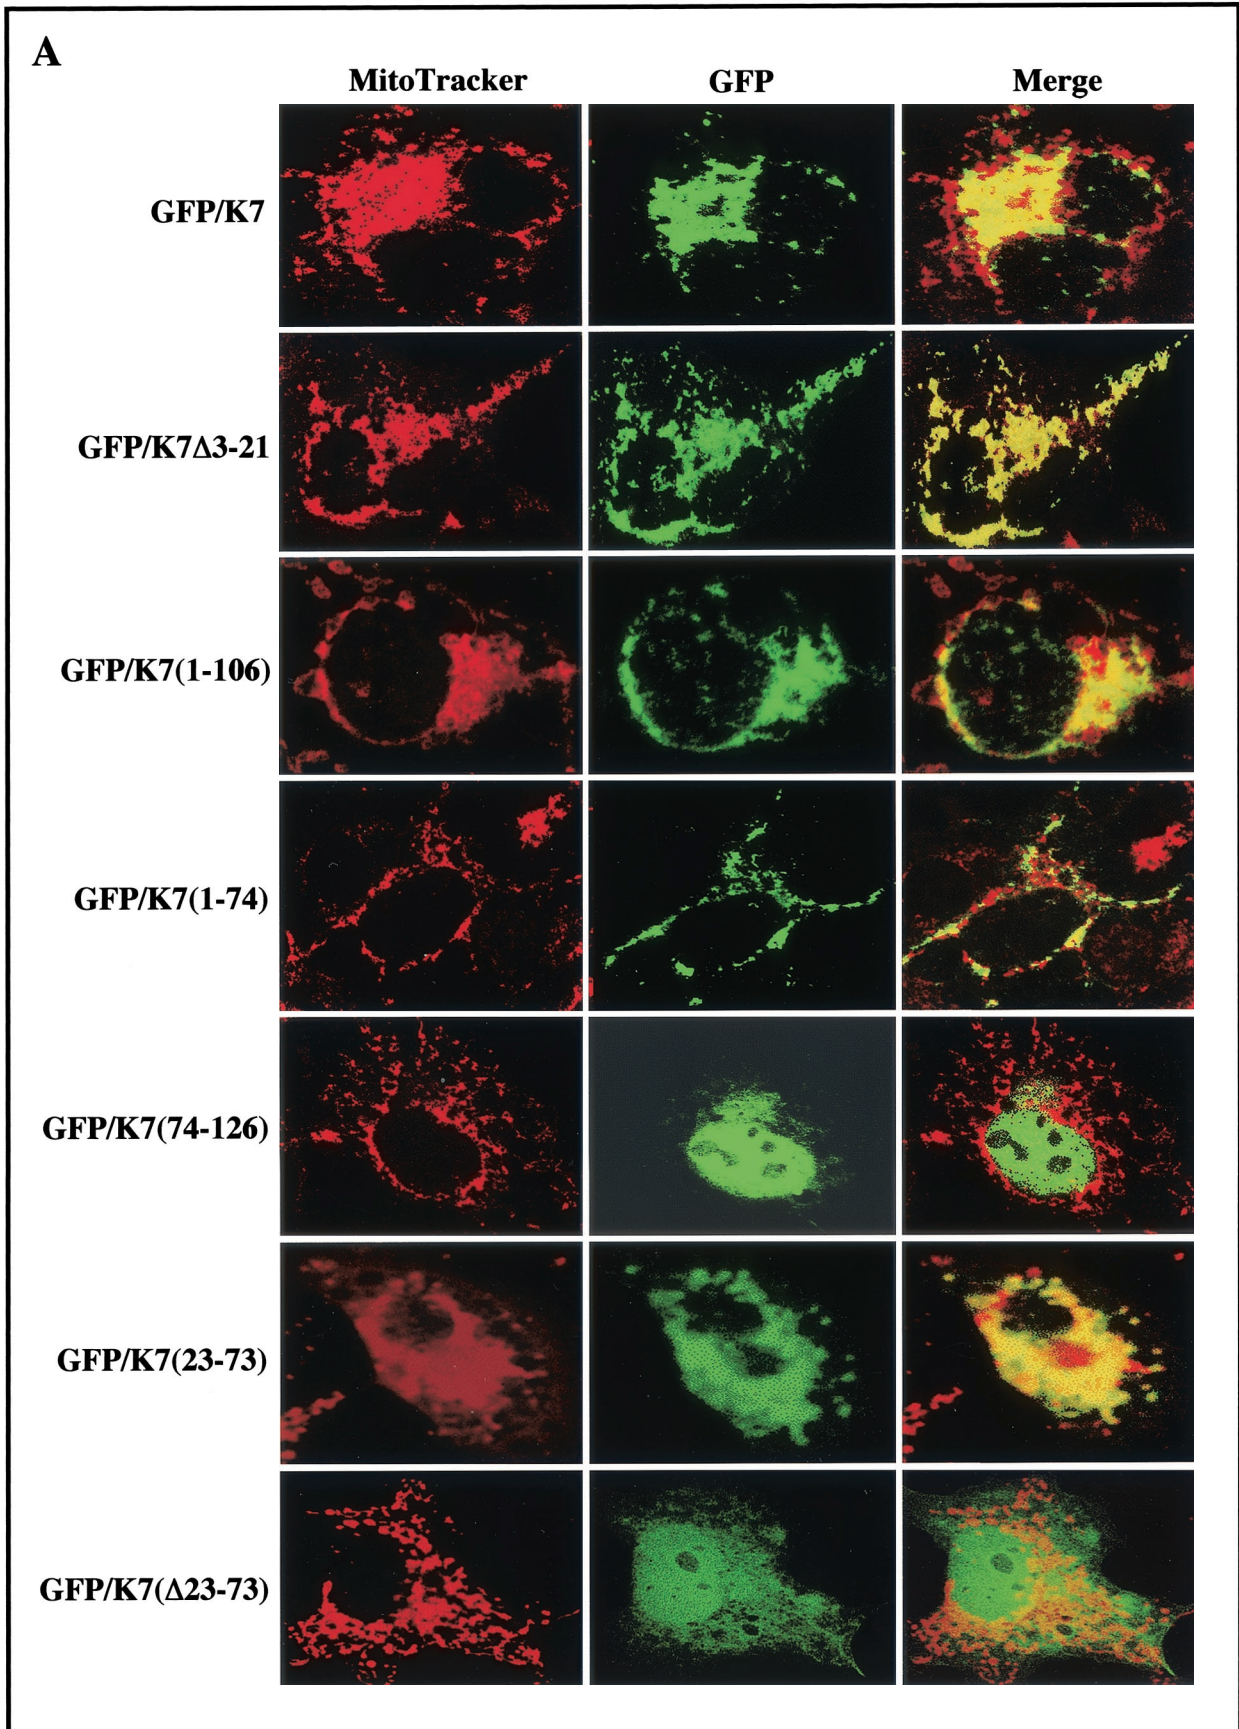 A
MitoTracker GFP Merge
GFP/K7
GFP/K7Δ3-21
GFP/K7(1-106)
GFP/K7(1-74)
GFP/K7(74-126)
GFP/K7(23-73)
GFP/K7(Δ23-73)